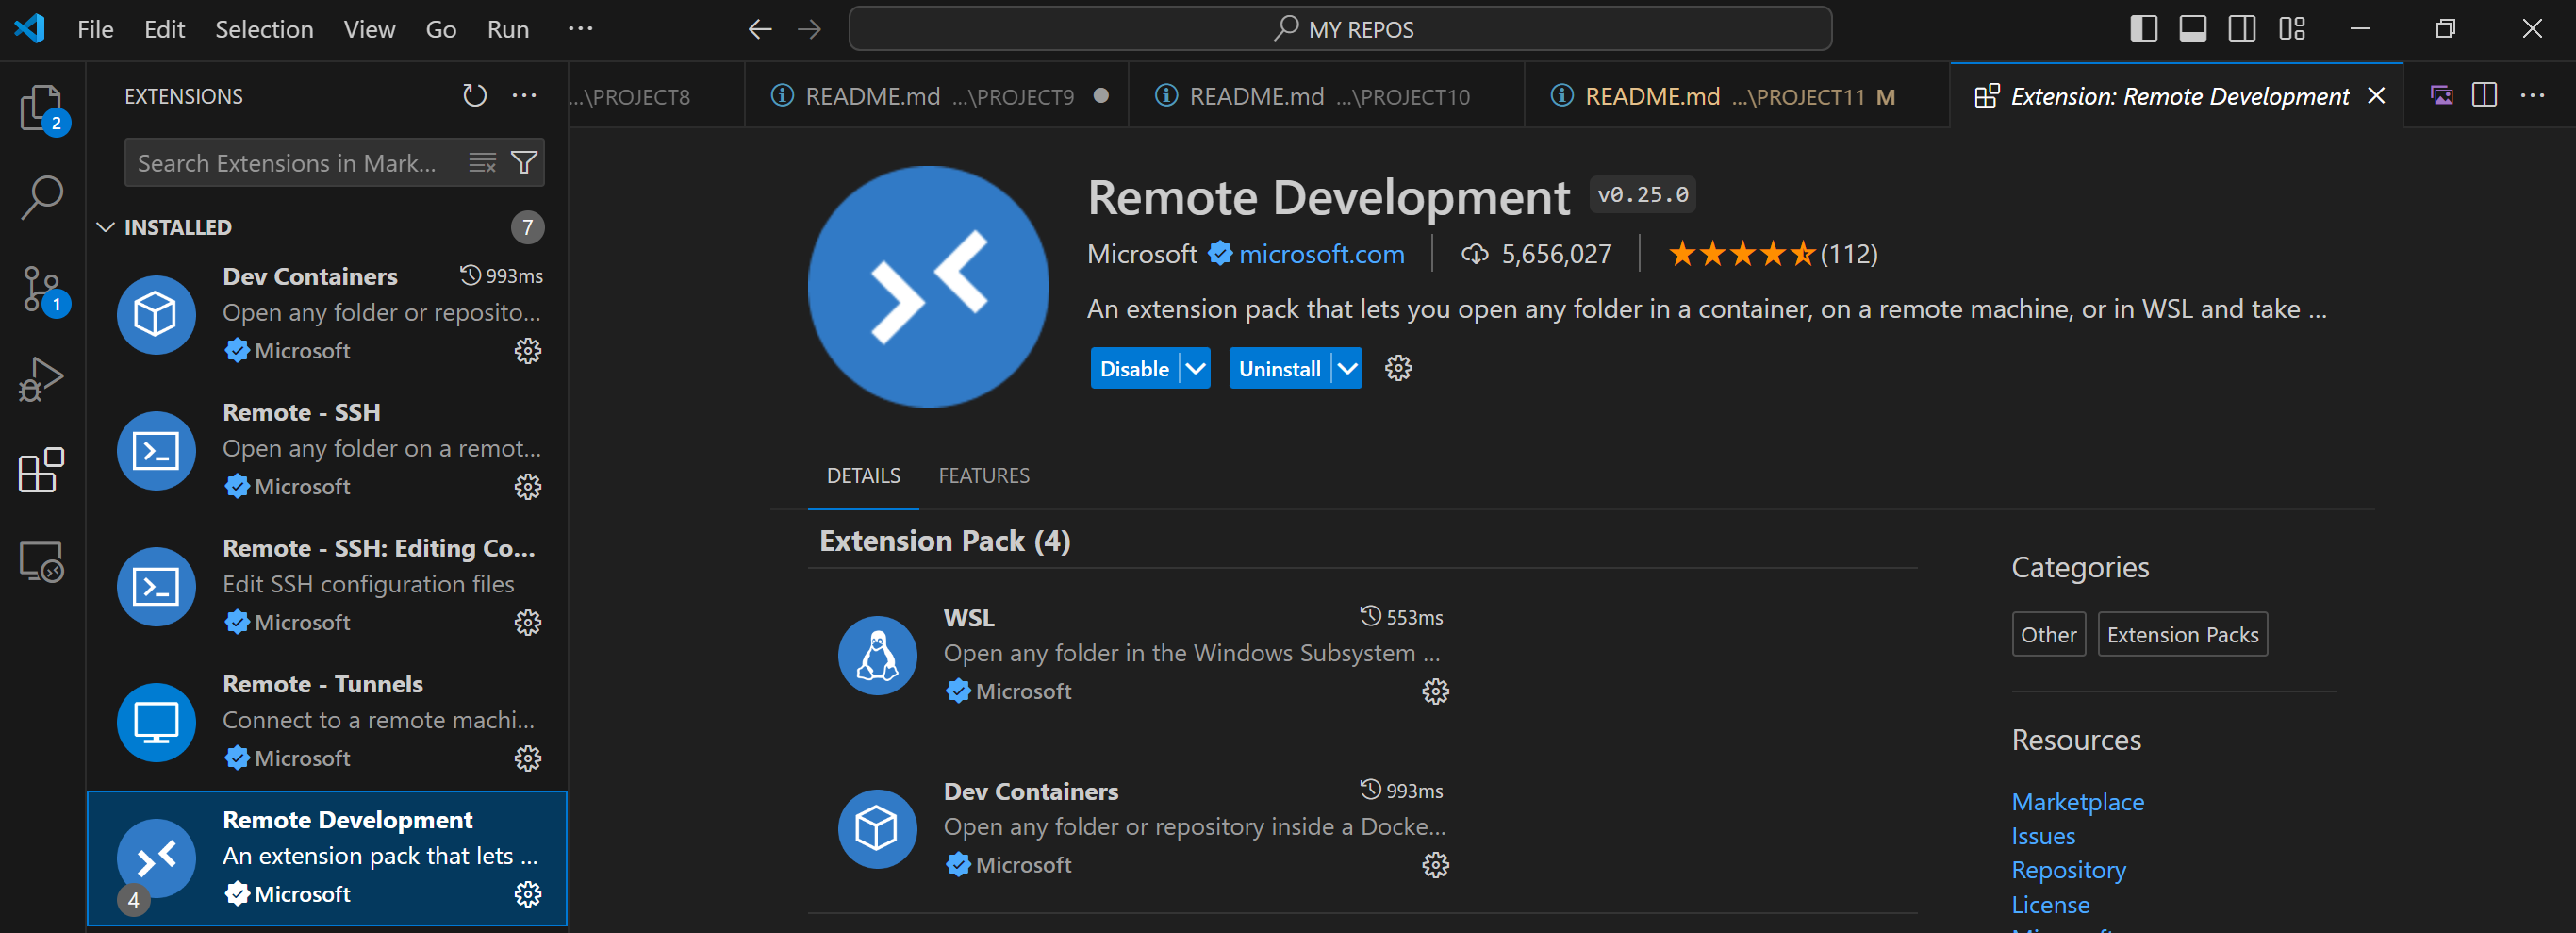 File Edit Selection View Go Run ···
MY REPOS
EXTENSIONS
...\PROJECT8
README.md ...\PROJECT9
README.md ...\PROJECT10
README.md ...\PROJECT11 M
Extension: Remote Development
2
Search Extensions in Mark...
INSTALLED 7
1
Dev Containers 993ms
Open any folder or reposito...
Microsoft
Remote - SSH
Open any folder on a remot...
Microsoft
Remote - SSH: Editing Co...
Edit SSH configuration files
Microsoft
Remote - Tunnels
Connect to a remote machi...
Microsoft
Remote Development
An extension pack that lets ...
4
Microsoft
Remote Development v0.25.0
Microsoft microsoft.com 5,656,027 (112)
An extension pack that lets you open any folder in a container, on a remote machine, or in WSL and take ...
Disable Uninstall
DETAILS FEATURES
Extension Pack (4)
WSL 553ms
Open any folder in the Windows Subsystem ...
Microsoft
Dev Containers 993ms
Open any folder or repository inside a Docke...
Microsoft
Categories
Other Extension Packs
Resources
Marketplace
Issues
Repository
License